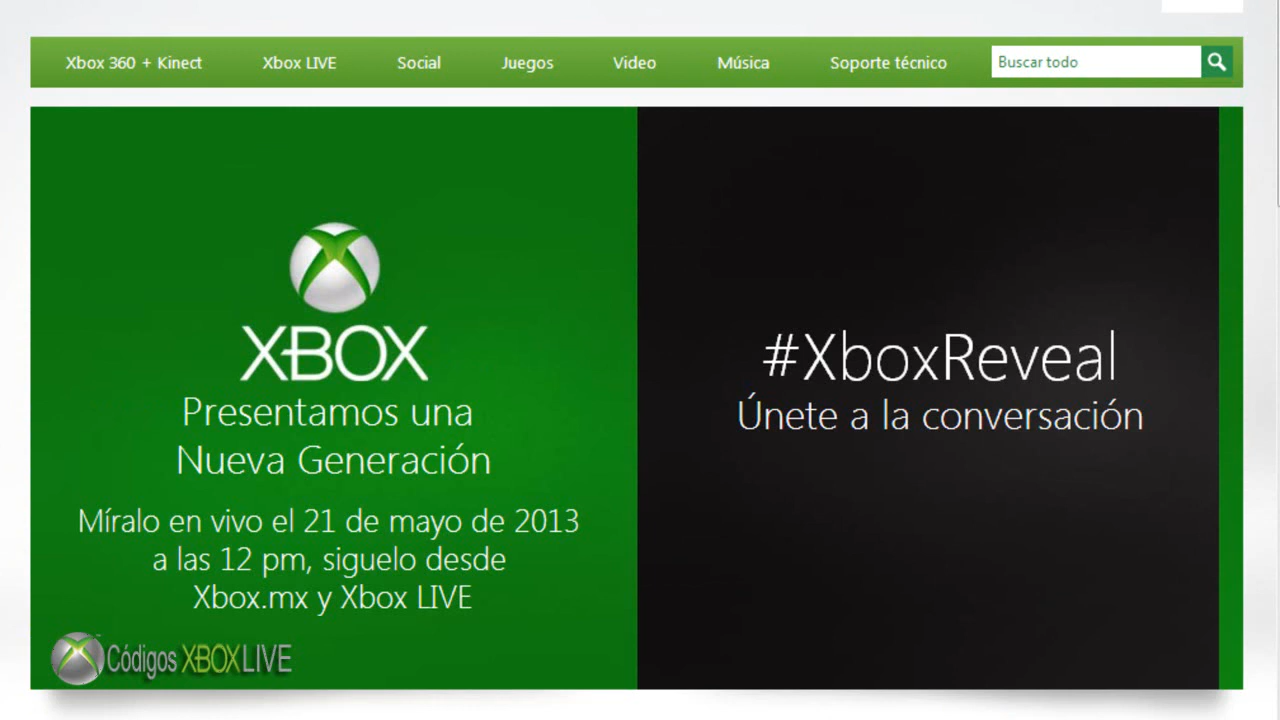 Xbox 360 + Kinect Xbox LIVE Social Juegos Video Música Soporte técnico Buscar todo
XBOX
Presentamos una
Nueva Generación
Míralo en vivo el 21 de mayo de 2013
a las 12 pm, siguelo desde
Xbox.mx y Xbox LIVE
#XboxReveal
Únete a la conversación
Códigos XBOXLIVE